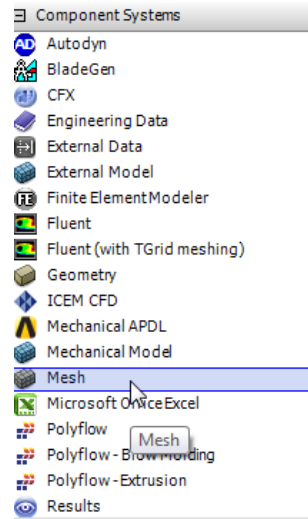 Component Systems
Autodyn
BladeGen
CFX
Engineering Data
External Data
External Model
Finite Element Modeler
Fluent
Fluent (with TGrid meshing)
Geometry
ICEM CFD
Mechanical APDL
Mechanical Model
Mesh
Microsoft Office Excel
Polyflow
Mesh
Polyflow - Blow Molding
Polyflow - Extrusion
Results